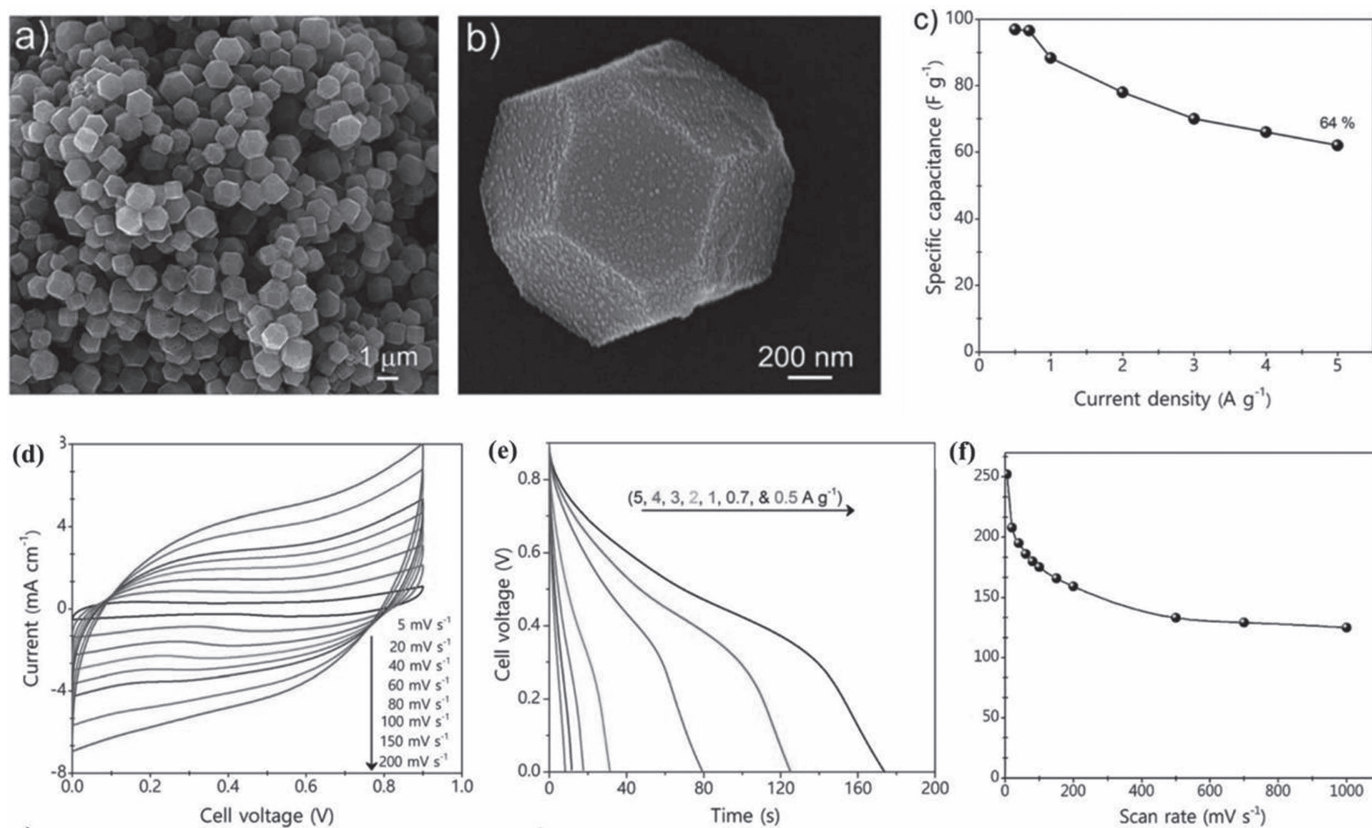 a)
1 μm
b)
200 nm
c)
100
80
60
40
20
0
0 1 2 3 4 5
Specific capacitance (F g⁻¹)
Current density (A g⁻¹)
64 %
(d)
4
0
-4
-8
0.0 0.2 0.4 0.6 0.8 1.0
Current (mA cm⁻²)
Cell voltage (V)
5 mV s⁻¹
20 mV s⁻¹
40 mV s⁻¹
60 mV s⁻¹
80 mV s⁻¹
100 mV s⁻¹
150 mV s⁻¹
200 mV s⁻¹
(e)
0.8
0.6
0.4
0.2
0.0
0 40 80 120 160 200
Cell voltage (V)
Time (s)
(5, 4, 3, 2, 1, 0.7, & 0.5 A g⁻¹)
(f)
250
200
150
100
50
0
0 200 400 600 800 1000
Scan rate (mV s⁻¹)